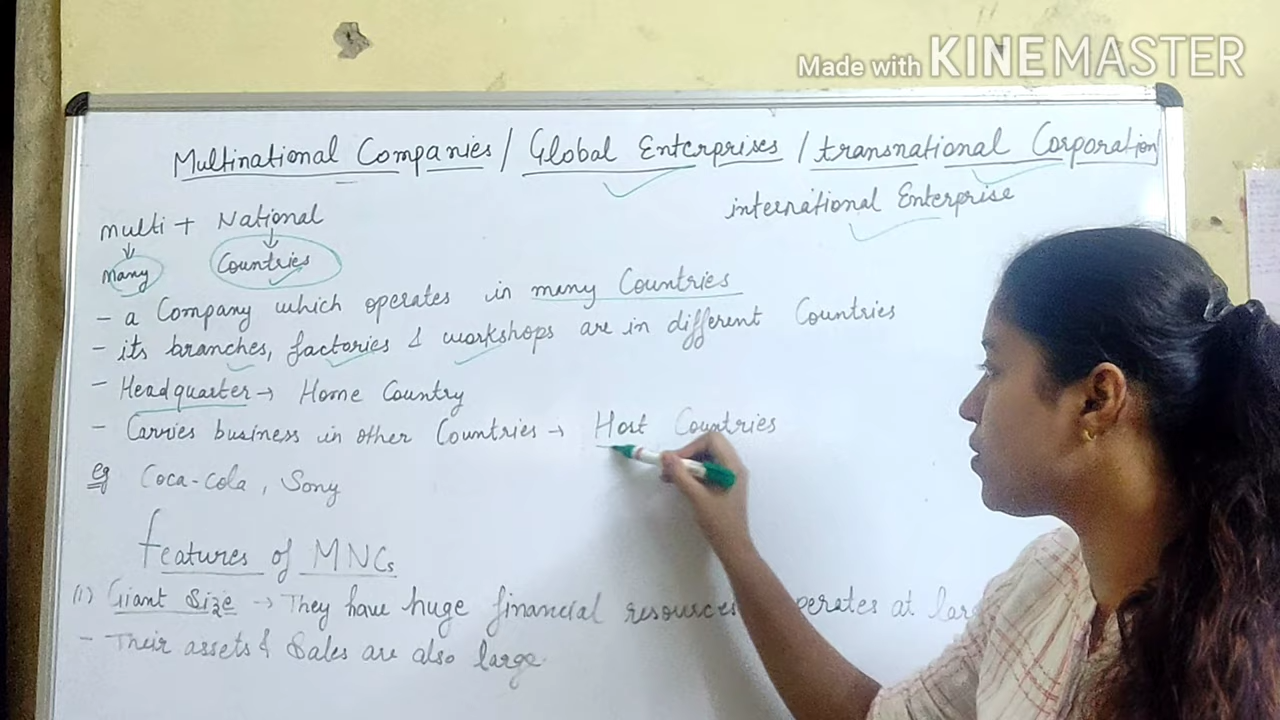 Made with KINEMASTER
Multinational Companies / Global Enterprises / transnational Corporation
international Enterprise
multi + National
Many Countries
- a Company which operates in many Countries
- its branches, factories & workshops are in different Countries
- Headquarter → Home Country
- Carries business in other Countries → Host Countries
eg Coca-Cola, Sony
Features of MNCs
(1) Giant Size → They have huge financial resources
- Their assets & Sales are also large